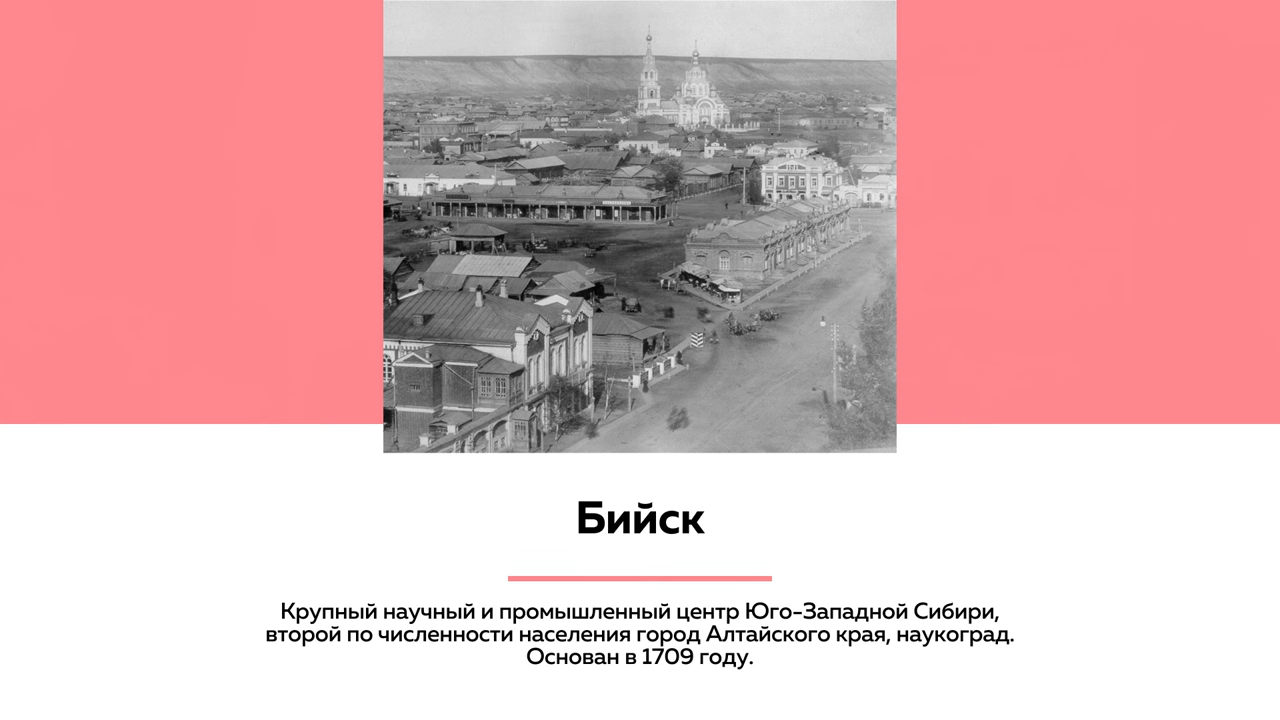 Бийск
Крупный научный и промышленный центр Юго-Западной Сибири,
второй по численности населения город Алтайского края, наукоград.
Основан в 1709 году.